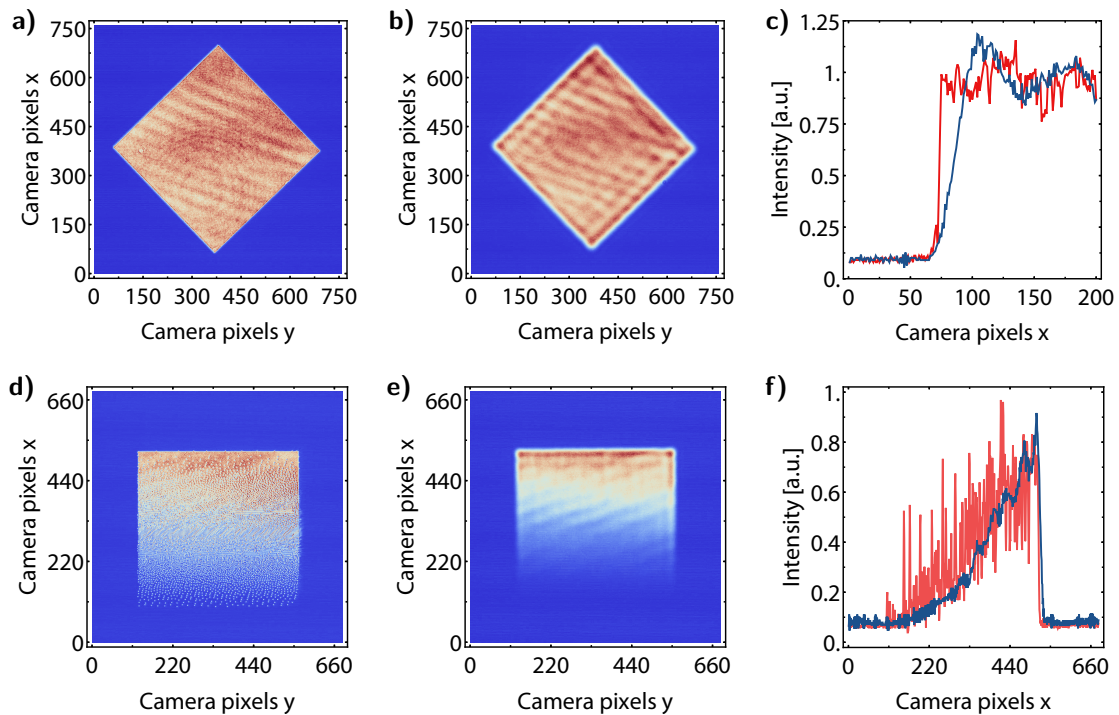 a)
750
600
450
300
150
0
Camera pixels x
0 150 300 450 600 750
Camera pixels y
b)
750
600
450
300
150
0
Camera pixels x
0 150 300 450 600 750
Camera pixels y
c)
1.25
1.
0.75
0.5
0.25
0.
Intensity [a.u.]
0 50 100 150 200
Camera pixels x
d)
660
440
220
0
Camera pixels x
0 220 440 660
Camera pixels y
e)
660
440
220
0
Camera pixels x
0 220 440 660
Camera pixels y
f)
1.
0.8
0.6
0.4
0.2
0.
Intensity [a.u.]
0 220 440 660
Camera pixels x